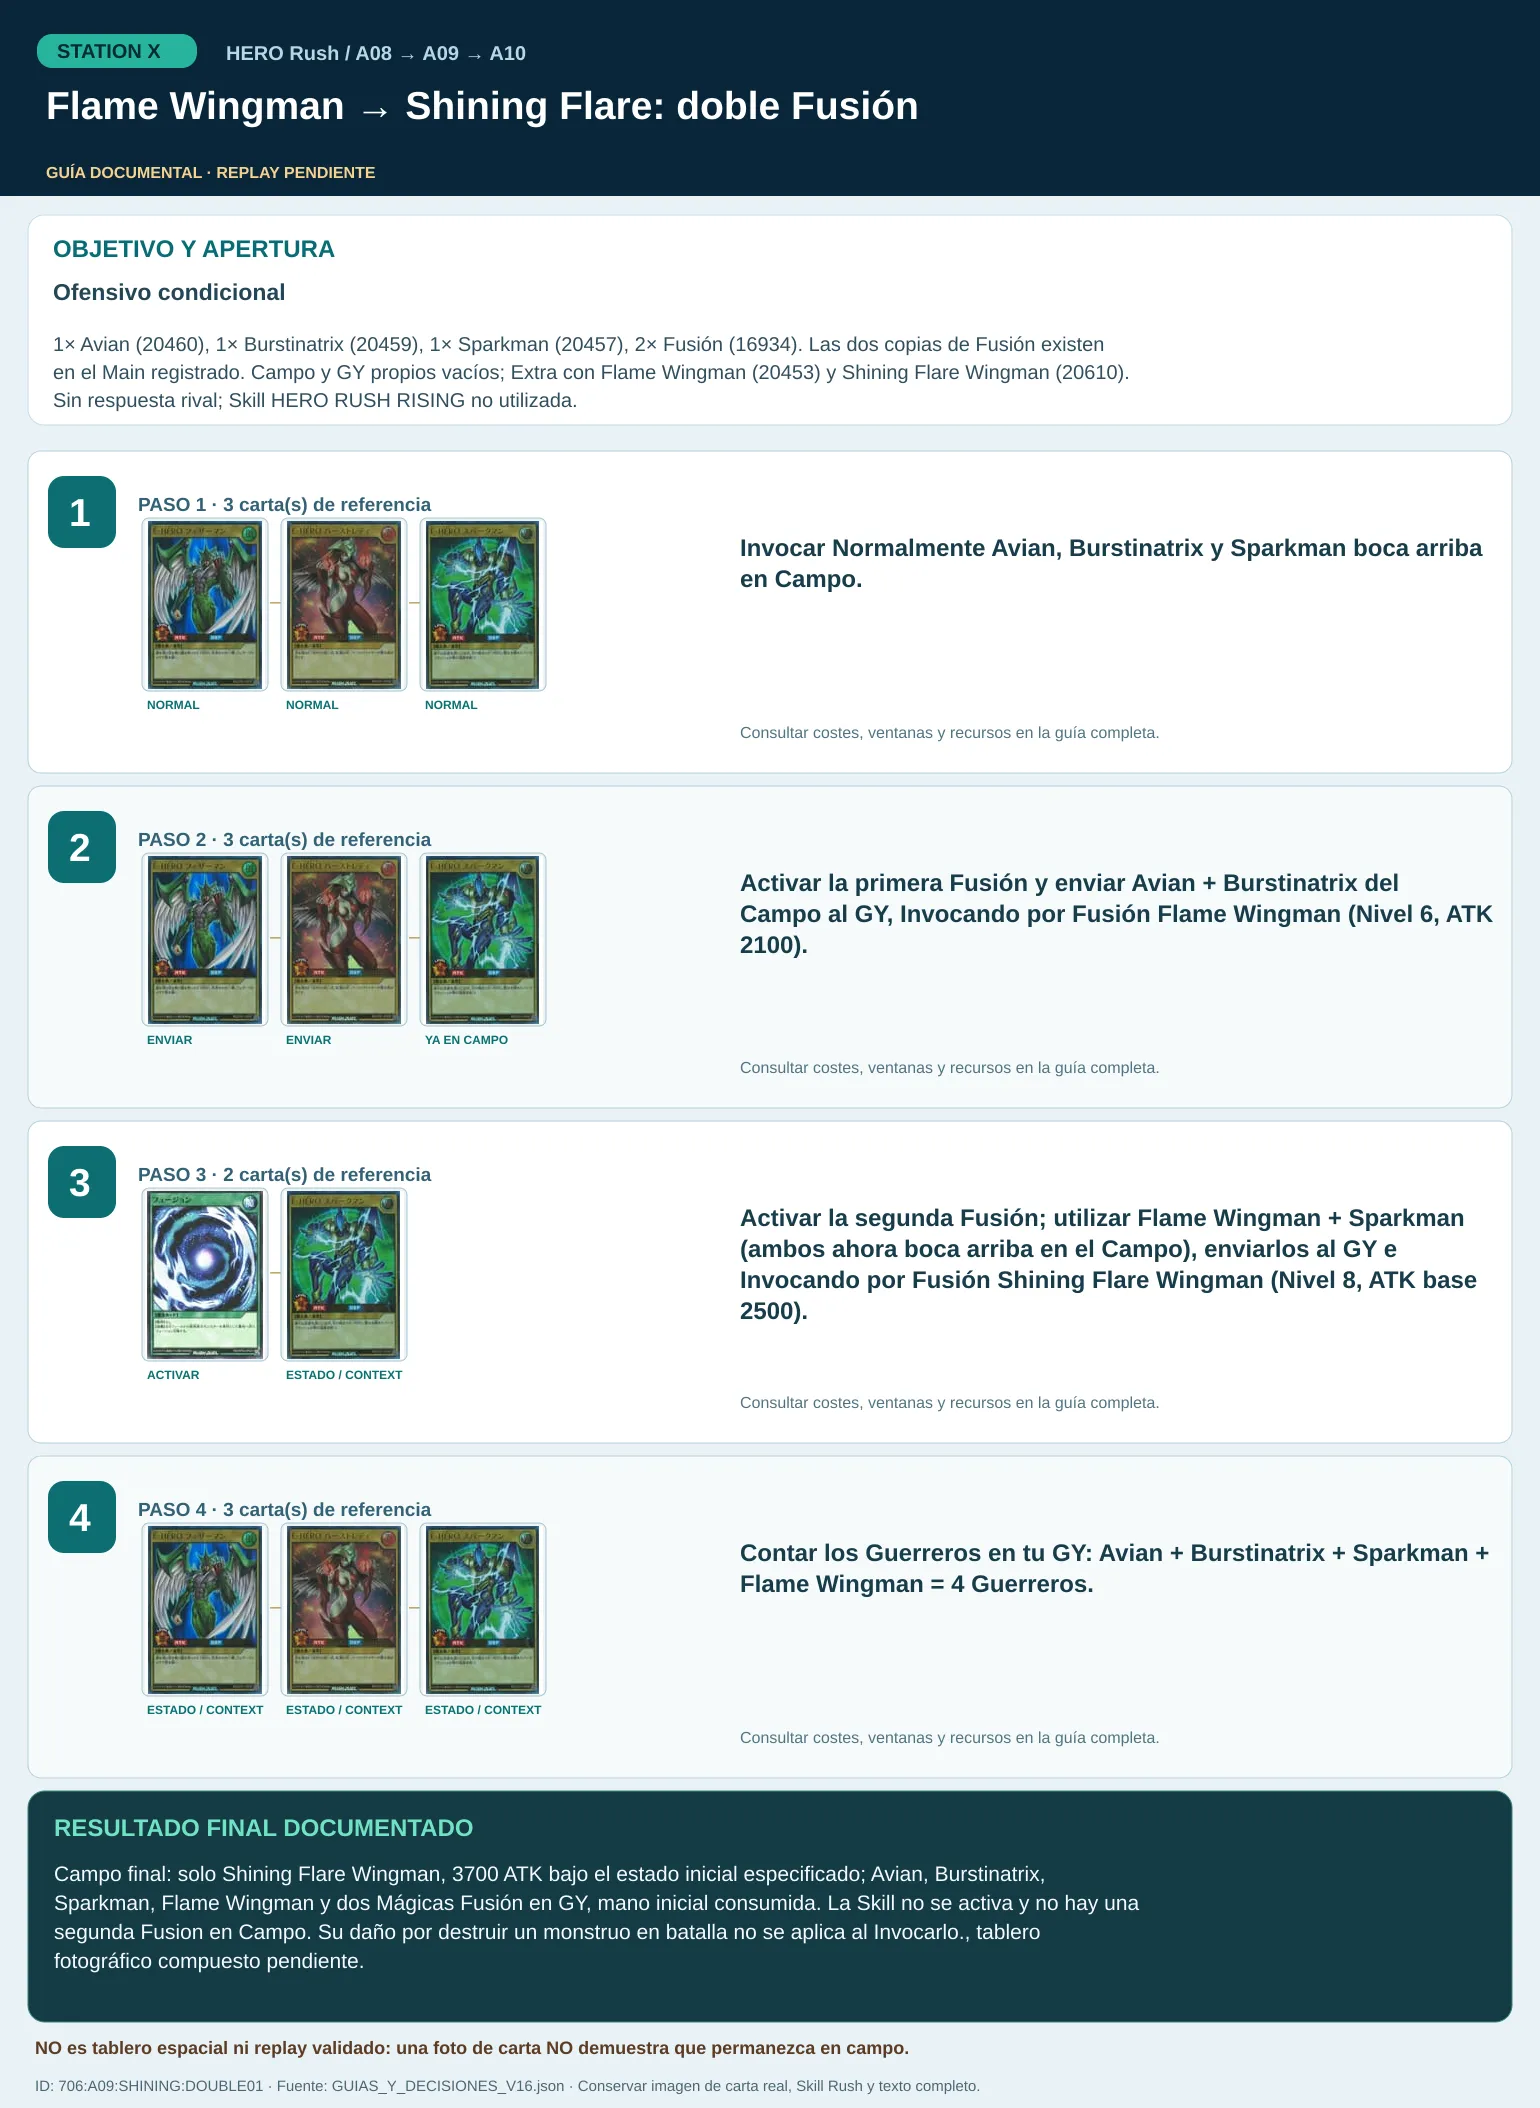 STATION X
HERO Rush / A08 → A09 → A10
Flame Wingman → Shining Flare: doble Fusión
GUÍA DOCUMENTAL · REPLAY PENDIENTE
OBJETIVO Y APERTURA
Ofensivo condicional
1× Avian (20460), 1× Burstinatrix (20459), 1× Sparkman (20457), 2× Fusión (16934). Las dos copias de Fusión existen
en el Main registrado. Campo y GY propios vacíos; Extra con Flame Wingman (20453) y Shining Flare Wingman (20610).
Sin respuesta rival; Skill HERO RUSH RISING no utilizada.
1
PASO 1 · 3 carta(s) de referencia
NORMAL
NORMAL
NORMAL
Invocar Normalmente Avian, Burstinatrix y Sparkman boca arriba
en Campo.
Consultar costes, ventanas y recursos en la guía completa.
2
PASO 2 · 3 carta(s) de referencia
ENVIAR
ENVIAR
YA EN CAMPO
Activar la primera Fusión y enviar Avian + Burstinatrix del
Campo al GY, Invocando por Fusión Flame Wingman (Nivel 6, ATK
2100).
Consultar costes, ventanas y recursos en la guía completa.
3
PASO 3 · 2 carta(s) de referencia
フュージョン
ACTIVAR
ESTADO / CONTEXT
Activar la segunda Fusión; utilizar Flame Wingman + Sparkman
(ambos ahora boca arriba en el Campo), enviarlos al GY e
Invocando por Fusión Shining Flare Wingman (Nivel 8, ATK base
2500).
Consultar costes, ventanas y recursos en la guía completa.
4
PASO 4 · 3 carta(s) de referencia
ESTADO / CONTEXT
ESTADO / CONTEXT
ESTADO / CONTEXT
Contar los Guerreros en tu GY: Avian + Burstinatrix + Sparkman +
Flame Wingman = 4 Guerreros.
Consultar costes, ventanas y recursos en la guía completa.
RESULTADO FINAL DOCUMENTADO
Campo final: solo Shining Flare Wingman, 3700 ATK bajo el estado inicial especificado; Avian, Burstinatrix,
Sparkman, Flame Wingman y dos Mágicas Fusión en GY, mano inicial consumida. La Skill no se activa y no hay una
segunda Fusion en Campo. Su daño por destruir un monstruo en batalla no se aplica al Invocarlo., tablero
fotográfico compuesto pendiente.
NO es tablero espacial ni replay validado: una foto de carta NO demuestra que permanezca en campo.
ID: 706:A09:SHINING:DOUBLE01 · Fuente: GUIAS_Y_DECISIONES_V16.json · Conservar imagen de carta real, Skill Rush y texto completo.